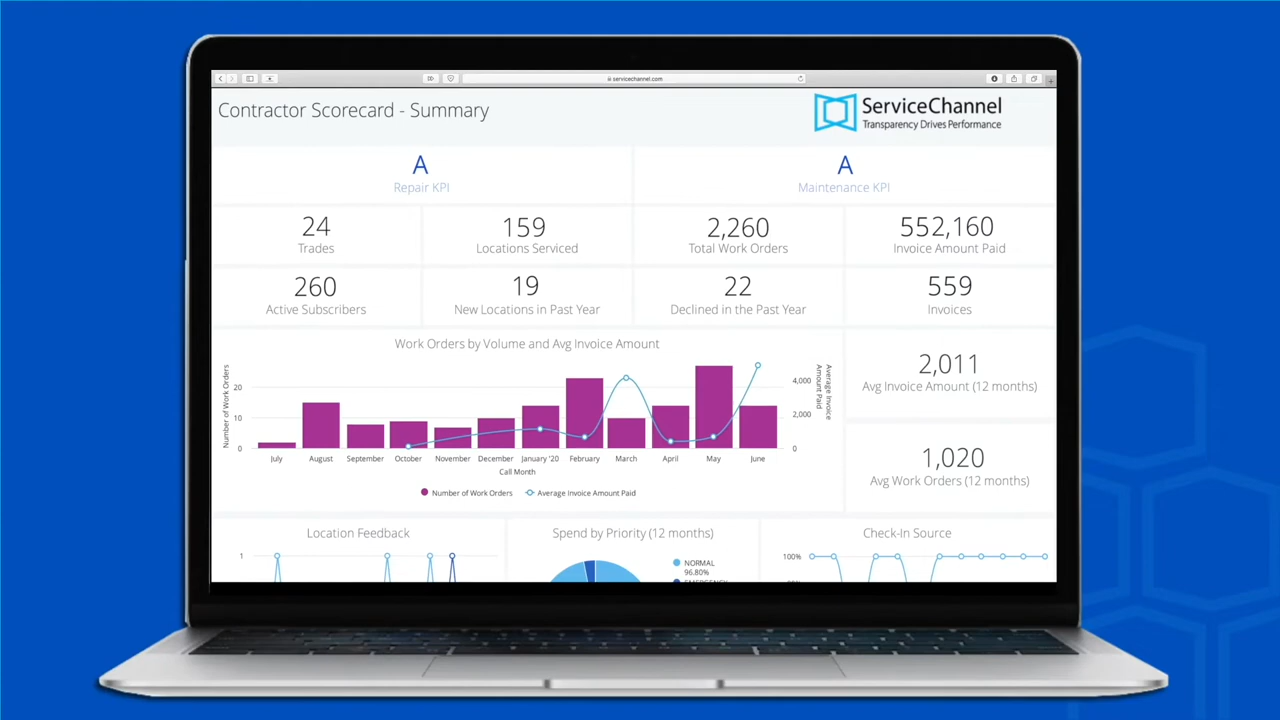 servicechannel.com
Contractor Scorecard - Summary
ServiceChannel
Transparency Drives Performance
A
Repair KPI
A
Maintenance KPI
24
Trades
159
Locations Serviced
2,260
Total Work Orders
552,160
Invoice Amount Paid
260
Active Subscribers
19
New Locations in Past Year
22
Declined in the Past Year
559
Invoices
Work Orders by Volume and Avg Invoice Amount
Number of Work Orders
20
10
0
4,000
2,000
0
Average Invoice
Amount Paid
July August September October November December January '20 February March April May June
Call Month
Number of Work Orders
Average Invoice Amount Paid
2,011
Avg Invoice Amount (12 months)
1,020
Avg Work Orders (12 months)
Location Feedback
1
Spend by Priority (12 months)
NORMAL
96.80%
EMERGENCY
Check-In Source
100%